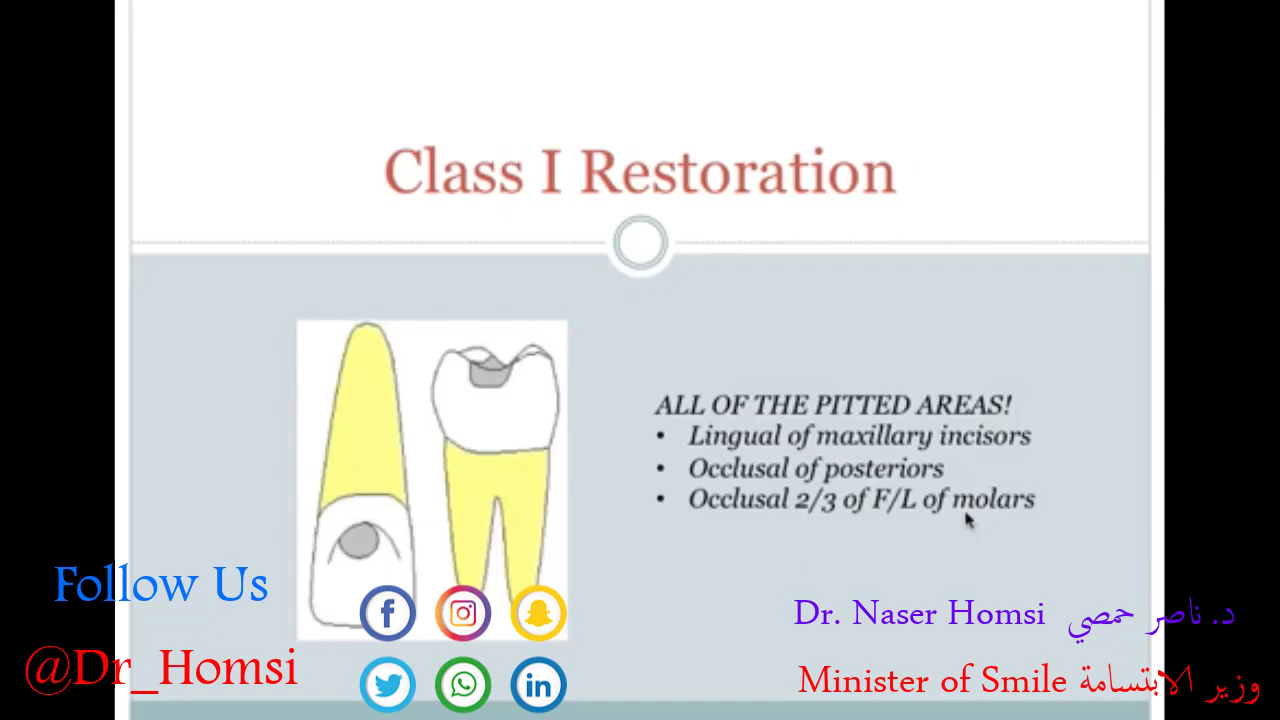 Class I Restoration
ALL OF THE PITTED AREAS!
• Lingual of maxillary incisors
• Occlusal of posteriors
• Occlusal 2/3 of F/L of molars
Follow Us
@Dr_Homsi
Dr. Naser Homsi د. ناصر حمصي
Minister of Smile وزير الابتسامة